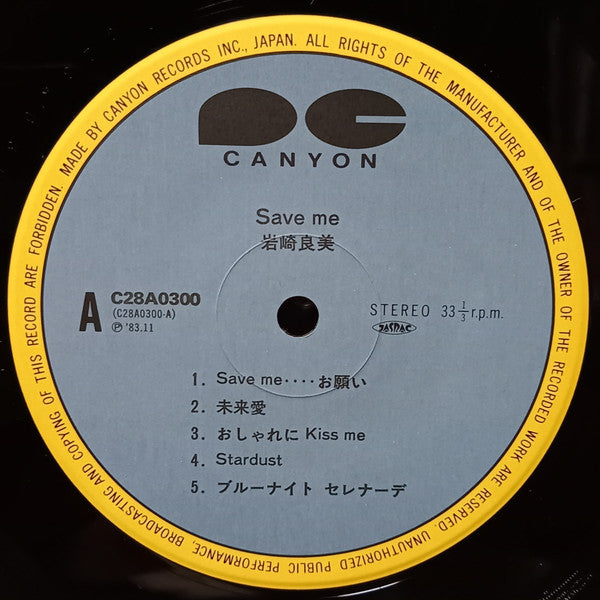 MADE BY CANYON RECORDS INC., JAPAN. ALL RIGHTS OF THE MANUFACTURER AND OF THE OWNER OF THE RECORDED WORK ARE RESERVED. UNAUTHORIZED PUBLIC PERFORMANCE, BROADCASTING AND COPYING OF THIS RECORD ARE FORBIDDEN.
CANYON
Save me
岩崎良美
A
C28A0300
(C28A0300-A)
Ⓟ '83.11
STEREO 33 1/3 r.p.m.
JASRAC
1. Save me‥‥お願い
2. 未来愛
3. おしゃれに Kiss me
4. Stardust
5. ブルーナイト セレナーデ